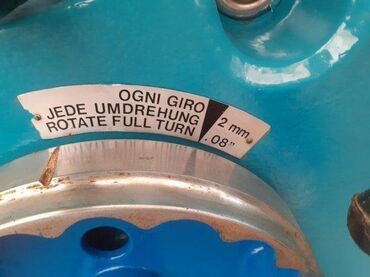 OGNI GIRO
JEDE UMDREHUNG
ROTATE FULL TURN
2 mm
.08"